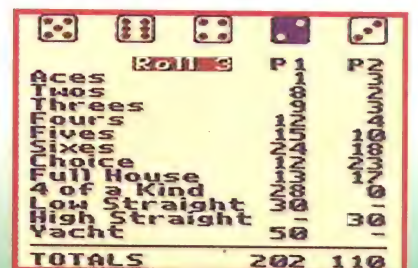 Roll 3 P1 P2
Aces 1 3
Twos 8 2
Threes 9 3
Fours 12 4
Fives 15 10
Sixes 24 18
Choice 12 23
Full House 13 17
4 of a Kind 28 0
Low Straight 30 -
High Straight - 30
Yacht 50 -
TOTALS 202 110